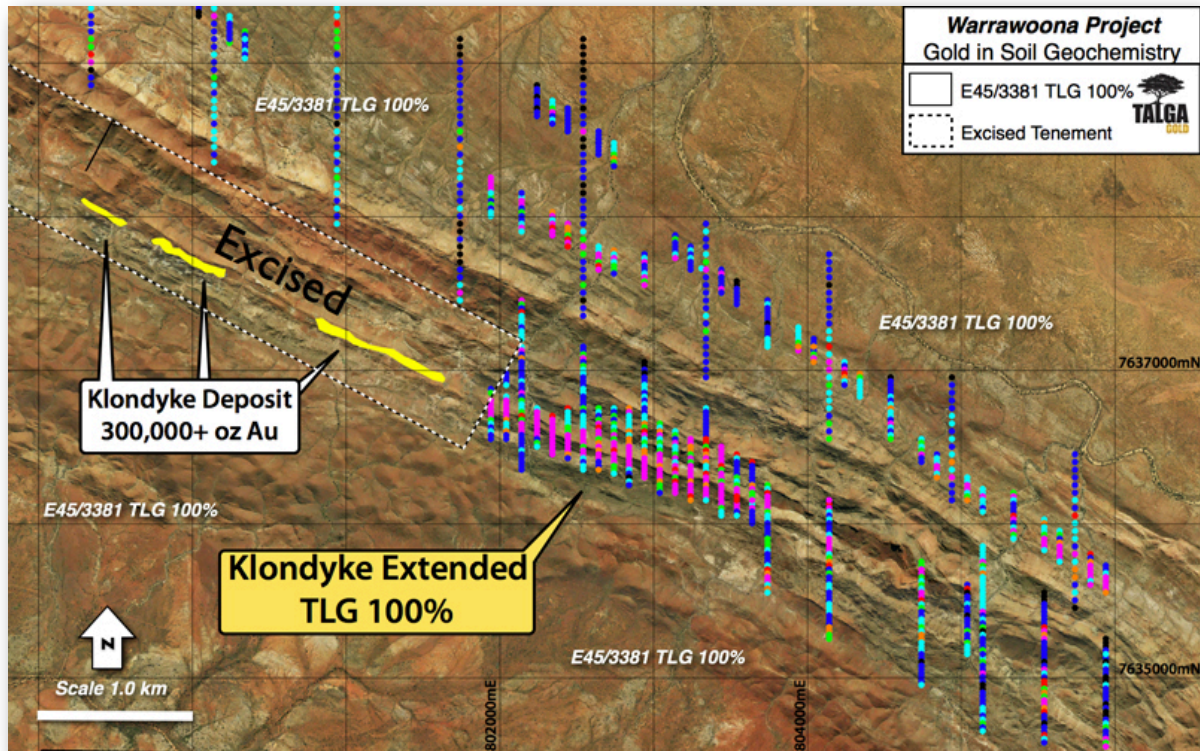 Warrawoona Project
Gold in Soil Geochemistry
E45/3381 TLG 100%
TALGA
GOLD
Excised Tenement
E45/3381 TLG 100%
Excised
E45/3381 TLG 100%
7637000mN
Klondyke Deposit
300,000+ oz Au
E45/3381 TLG 100%
Klondyke Extended
TLG 100%
N
E45/3381 TLG 100%
7635000mN
Scale 1.0 km
802000mE
804000mE